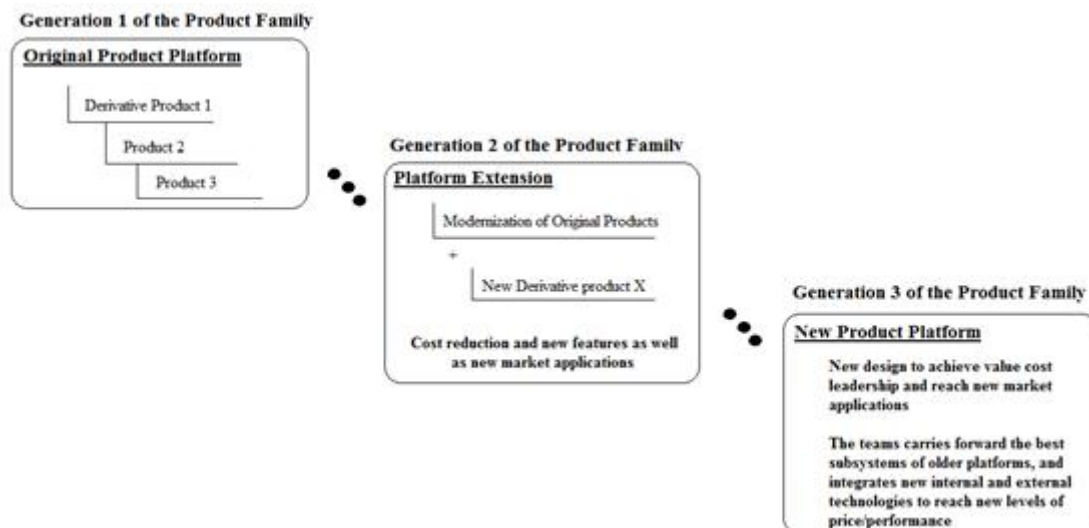 Generation 1 of the Product Family
Original Product Platform
Derivative Product 1
Product 2
Product 3
Generation 2 of the Product Family
Platform Extension
Modernization of Original Products
+
New Derivative product X
Cost reduction and new features as well
as new market applications
Generation 3 of the Product Family
New Product Platform
New design to achieve value cost
leadership and reach new market
applications
The teams carries forward the best
subsystems of older platforms, and
integrates new internal and external
technologies to reach new levels of
price/performance